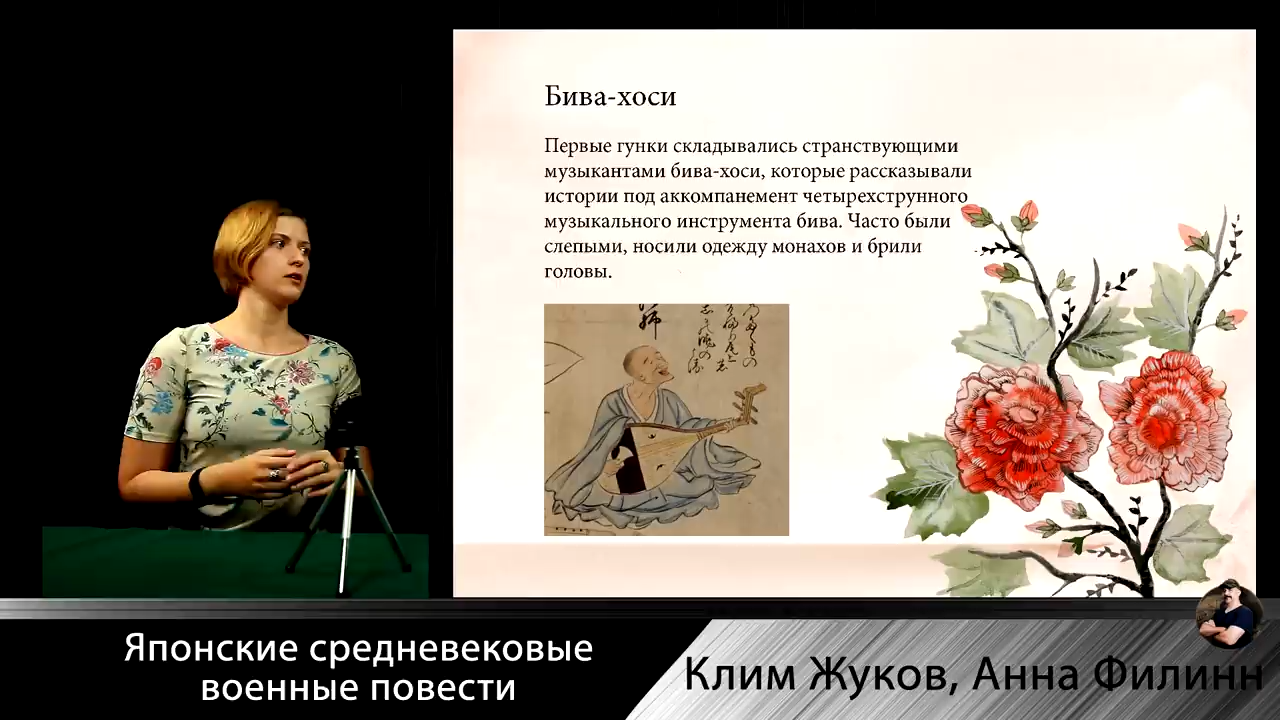 Бива-хоси
Первые гунки складывались странствующими
музыкантами бива-хоси, которые рассказывали
истории под аккомпанемент четырехструнного
музыкального инструмента бива. Часто были
слепыми, носили одежду монахов и брили
головы.
師
Японские средневековые
военные повести
Клим Жуков, Анна Филинн